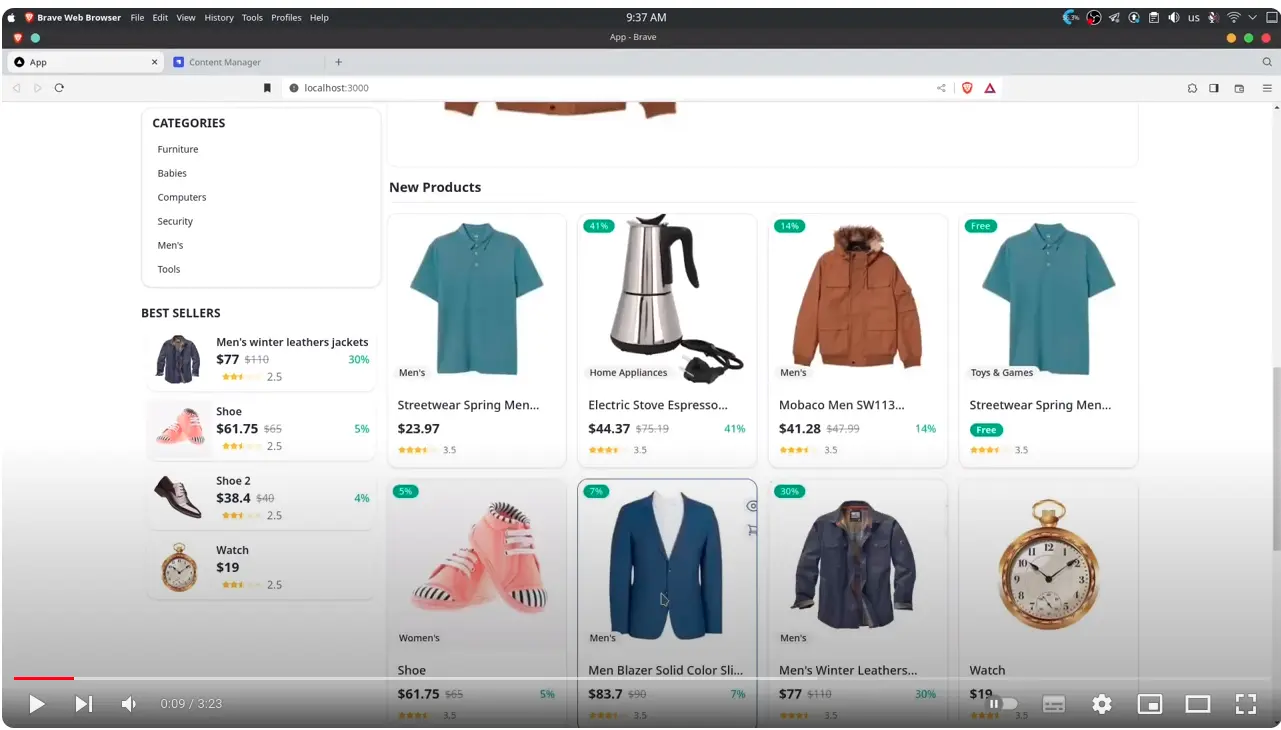 Brave Web Browser File Edit View History Tools Profiles Help 9:37 AM us
App - Brave
App Content Manager
localhost:3000
CATEGORIES
Furniture
Babies
Computers
Security
Men's
Tools
BEST SELLERS
Men's winter leathers jackets
$77 $110 30%
2.5
Shoe
$61.75 $65 5%
2.5
Shoe 2
$38.4 $40 4%
2.5
Watch
$19
2.5
New Products
Men's
Streetwear Spring Men...
$23.97
3.5
41%
Home Appliances
Electric Stove Espresso...
$44.37 $75.19 41%
3.5
14%
Men's
Mobaco Men SW113...
$41.28 $47.99 14%
3.5
Free
Toys & Games
Streetwear Spring Men...
Free
3.5
5%
Women's
Shoe
$61.75 $65 5%
3.5
7%
Men's
Men Blazer Solid Color Sli...
$83.7 $90 7%
3.5
30%
Men's
Men's Winter Leathers...
$77 $110 30%
3.5
Watch
$19
3.5
0:09 / 3:23